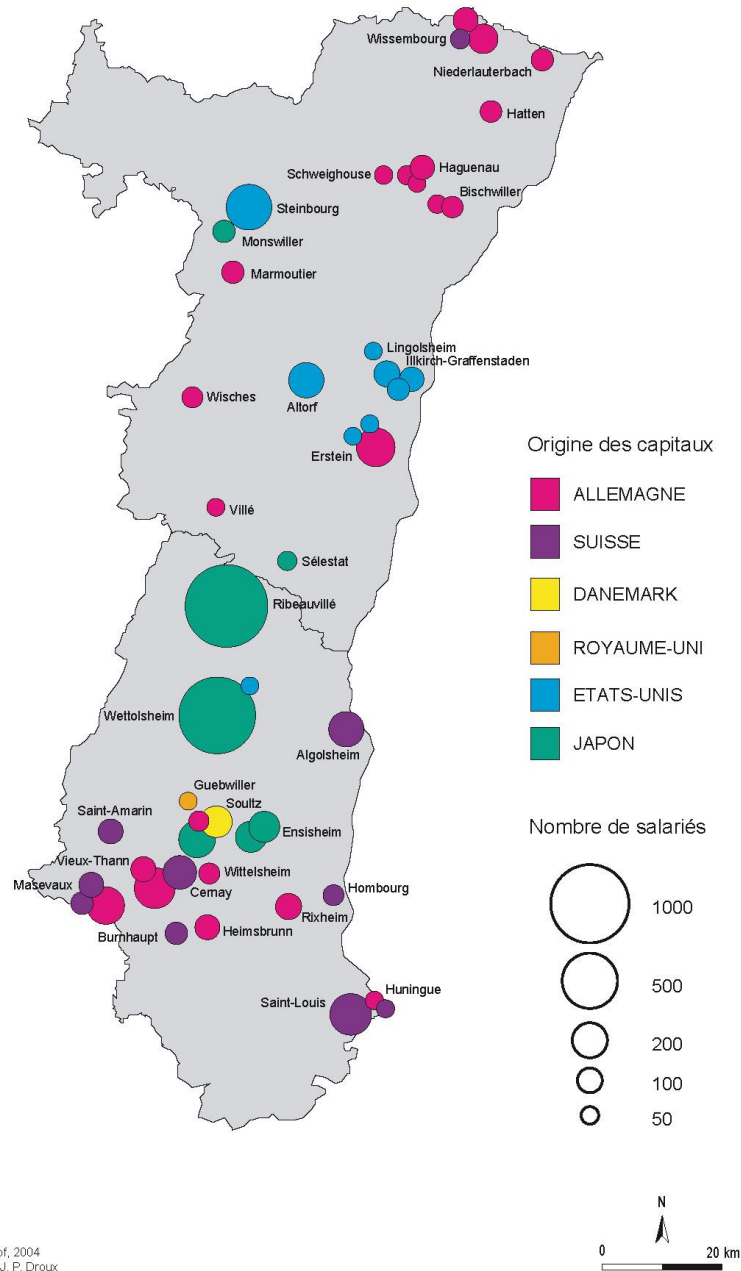 Wissembourg
Niederlauterbach
Hatten
Schweighouse
Haguenau
Bischwiller
Steinbourg
Monswiller
Marmoutier
Lingolsheim
Illkirch-Graffenstaden
Altorf
Wisches
Erstein
Villé
Sélestat
Ribeauvillé
Wettolsheim
Algolsheim
Guebwiller
Soultz
Saint-Amarin
Ensisheim
Vieux-Thann
Wittelsheim
Masevaux
Cernay
Hombourg
Rixheim
Burnhaupt
Heimsbrunn
Huningue
Saint-Louis
Origine des capitaux
ALLEMAGNE
SUISSE
DANEMARK
ROYAUME-UNI
ETATS-UNIS
JAPON
Nombre de salariés
1000
500
200
100
50
N
0 20 km
, 2004
J. P. Droux